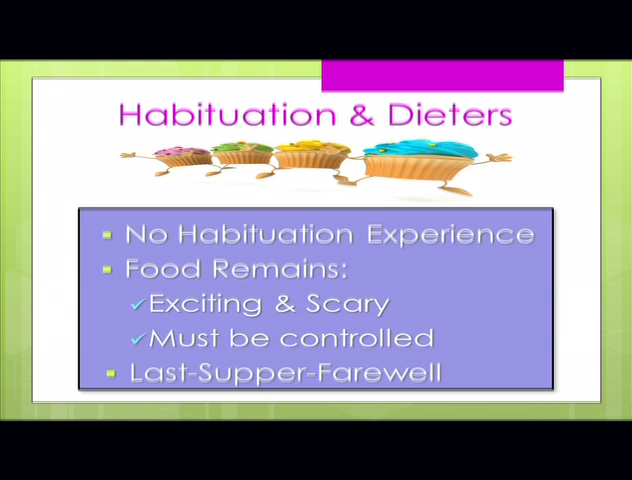 Habituation & Dieters
No Habituation Experience
Food Remains:
Exciting & Scary
Must be controlled
Last-Supper-Farewell